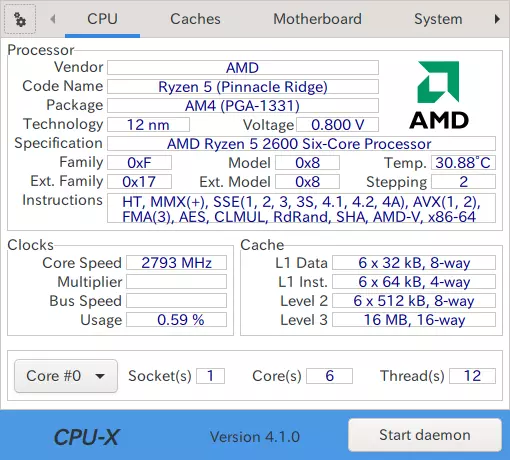 CPU Caches Motherboard System
Processor
Vendor AMD
Code Name Ryzen 5 (Pinnacle Ridge)
Package AM4 (PGA-1331)
Technology 12 nm Voltage 0.800 V
AMD
Specification AMD Ryzen 5 2600 Six-Core Processor
Family 0xF Model 0x8 Temp. 30.88°C
Ext. Family 0x17 Ext. Model 0x8 Stepping 2
Instructions HT, MMX(+), SSE(1, 2, 3, 3S, 4.1, 4.2, 4A), AVX(1, 2),
FMA(3), AES, CLMUL, RdRand, SHA, AMD-V, x86-64
Clocks
Core Speed 2793 MHz
Multiplier
Bus Speed
Usage 0.59 %
Cache
L1 Data 6 x 32 kB, 8-way
L1 Inst. 6 x 64 kB, 4-way
Level 2 6 x 512 kB, 8-way
Level 3 16 MB, 16-way
Core #0 Socket(s) 1 Core(s) 6 Thread(s) 12
CPU-X Version 4.1.0 Start daemon